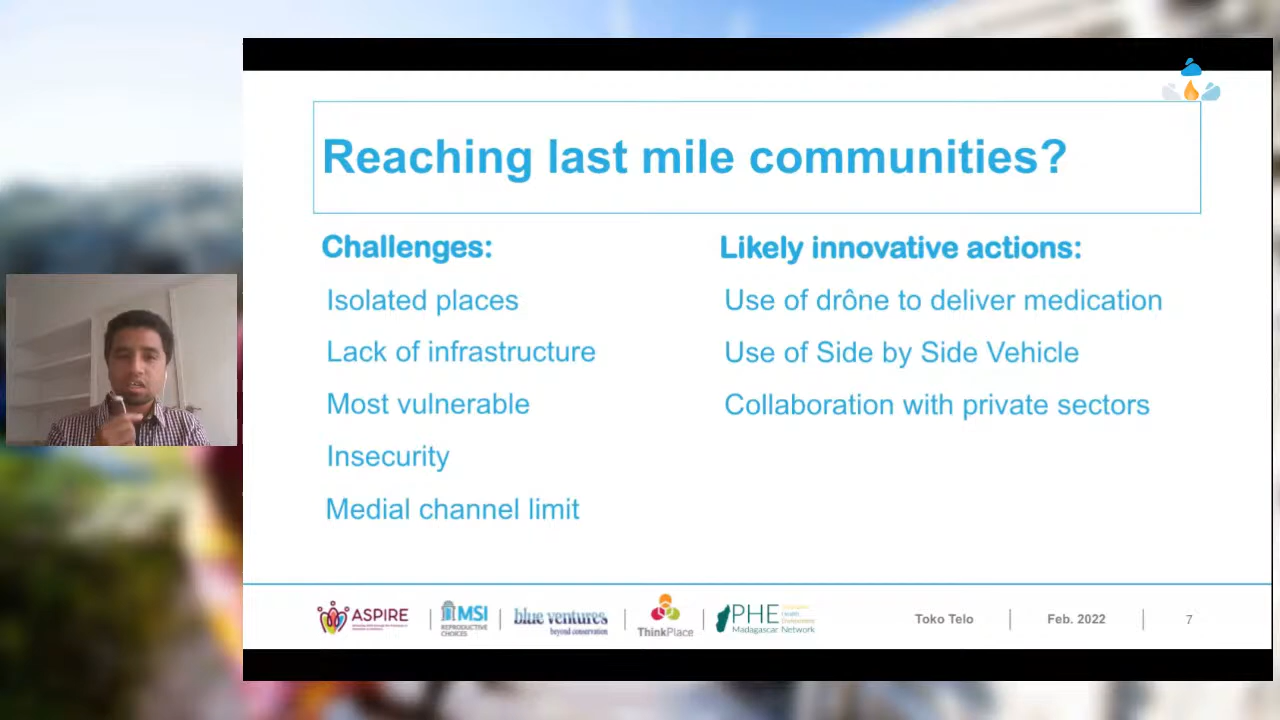 Reaching last mile communities?
Challenges:
Isolated places
Lack of infrastructure
Most vulnerable
Insecurity
Medial channel limit
Likely innovative actions:
Use of drône to deliver medication
Use of Side by Side Vehicle
Collaboration with private sectors
ASPIRE
MSI
REPRODUCTIVE
CHOICES
blue ventures
beyond conservation
ThinkPlace
PHE
Health
Madagascar Network
Toko Telo
Feb. 2022
7